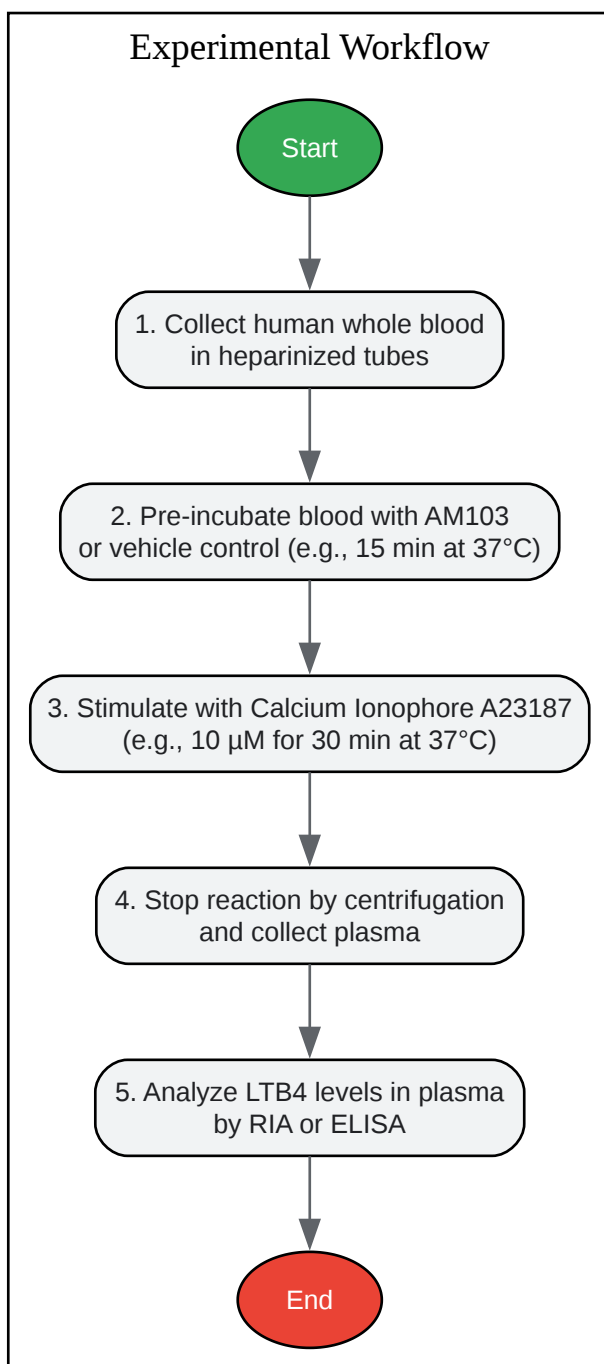 Experimental Workflow
Start
1. Collect human whole blood
in heparinized tubes
2. Pre-incubate blood with AM103
or vehicle control (e.g., 15 min at 37°C)
3. Stimulate with Calcium Ionophore A23187
(e.g., 10 µM for 30 min at 37°C)
4. Stop reaction by centrifugation
and collect plasma
5. Analyze LTB4 levels in plasma
by RIA or ELISA
End